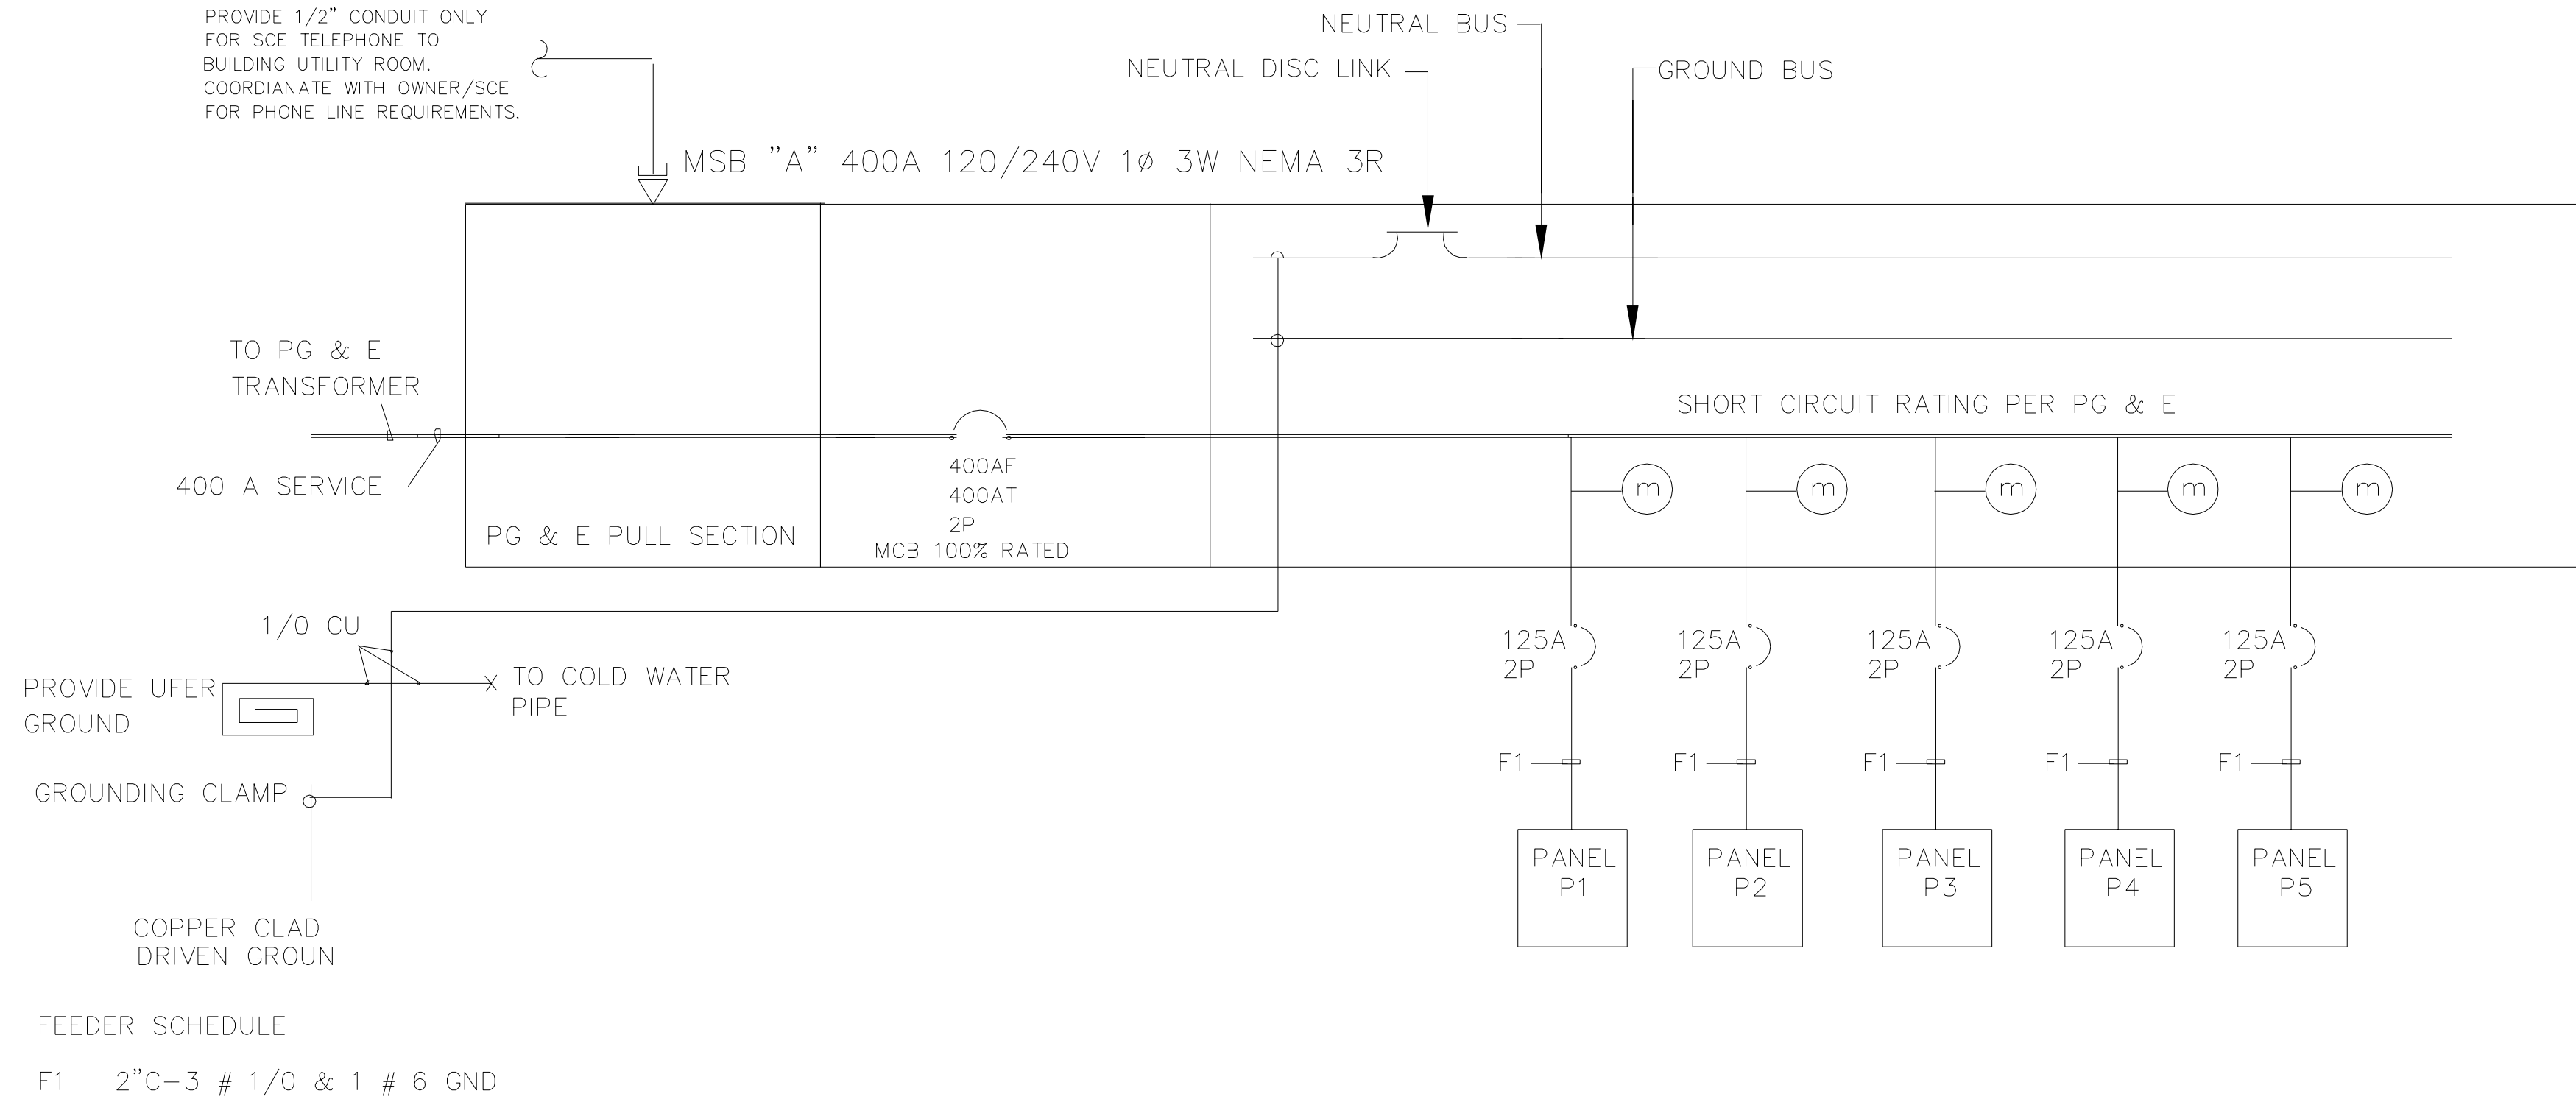 PROVIDE 1/2" CONDUIT ONLY
FOR SCE TELEPHONE TO
BUILDING UTILITY ROOM.
COORDIANATE WITH OWNER/SCE
FOR PHONE LINE REQUIREMENTS.
NEUTRAL BUS
NEUTRAL DISC LINK
GROUND BUS
MSB "A" 400A 120/240V 1ø 3W NEMA 3R
TO PG & E
TRANSFORMER
400 A SERVICE
PG & E PULL SECTION
400AF
400AT
2P
MCB 100% RATED
SHORT CIRCUIT RATING PER PG & E
m m m m m
1/0 CU
PROVIDE UFER
GROUND
TO COLD WATER
PIPE
GROUNDING CLAMP
COPPER CLAD
DRIVEN GROUN
125A 125A 125A 125A 125A
2P 2P 2P 2P 2P
F1 F1 F1 F1 F1
PANEL PANEL PANEL PANEL PANEL
P1 P2 P3 P4 P5
FEEDER SCHEDULE
F1 2"C-3 # 1/0 & 1 # 6 GND